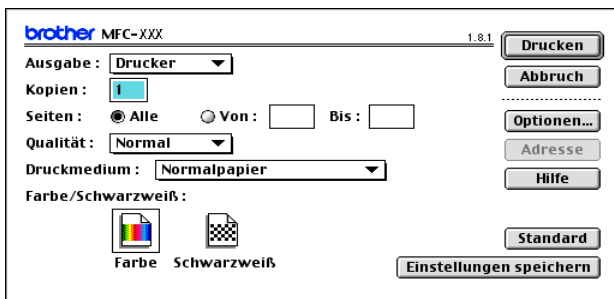 brother MFC-XXX 1.8.1
Drucken
Ausgabe : Drucker
Abbruch
Kopien : 1
Seiten : Alle Von : Bis :
Optionen...
Qualität : Normal
Adresse
Druckmedium : Normalpapier
Hilfe
Farbe/Schwarzweiß :
Farbe Schwarzweiß
Standard
Einstellungen speichern